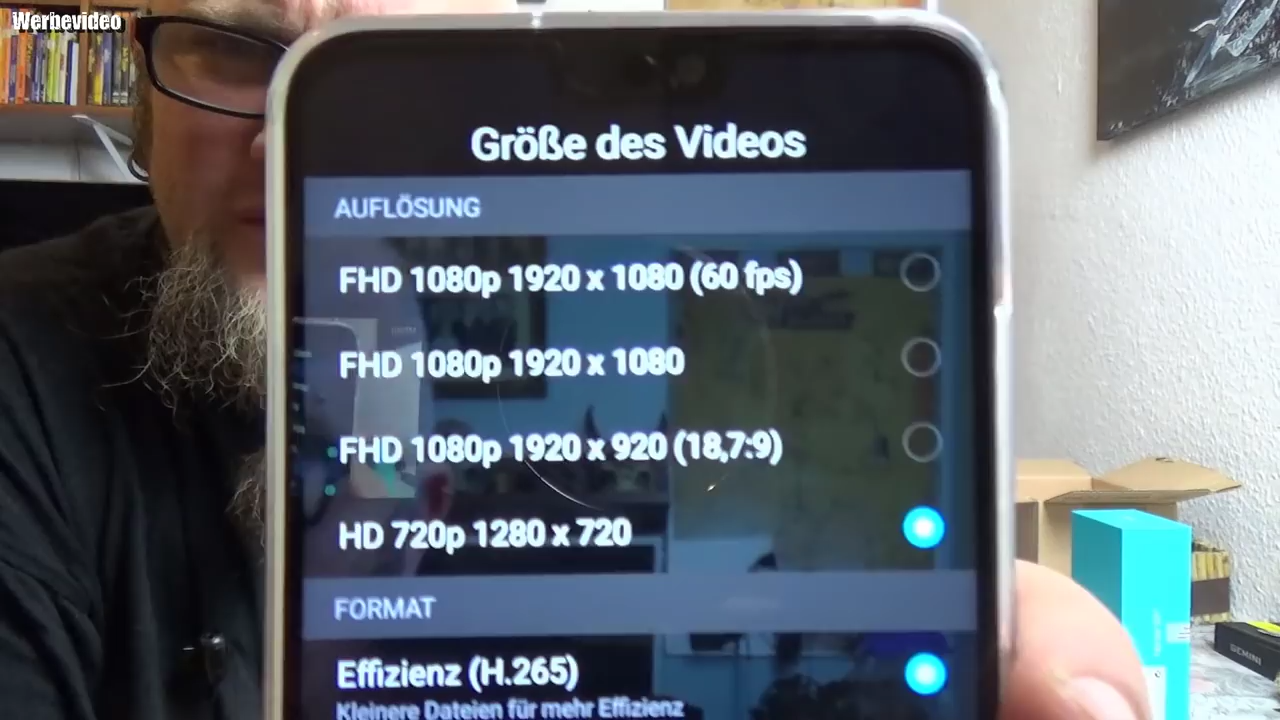 Werbevideo
Größe des Videos
AUFLÖSUNG
FHD 1080p 1920 x 1080 (60 fps)
FHD 1080p 1920 x 1080
FHD 1080p 1920 x 920 (18,7:9)
HD 720p 1280 x 720
FORMAT
Effizienz (H.265)
Kleinere Dateien für mehr Effizienz
GEMINI